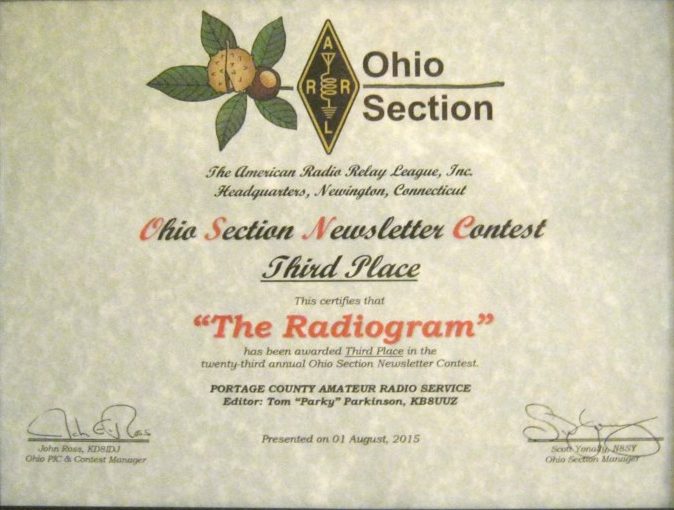 Ohio
Section
A
R R
L
The American Radio Relay League, Inc.
Headquarters, Newington, Connecticut
Ohio Section Newsletter Contest
Third Place
This certifies that
“The Radiogram”
has been awarded Third Place in the
twenty-third annual Ohio Section Newsletter Contest.
PORTAGE COUNTY AMATEUR RADIO SERVICE
Editor: Tom “Parky” Parkinson, KB8UUZ
Presented on 01 August, 2015
John Ross, KD8IDJ
Ohio PIC & Contest Manager
Scott Yonally, N8SY
Ohio Section Manager